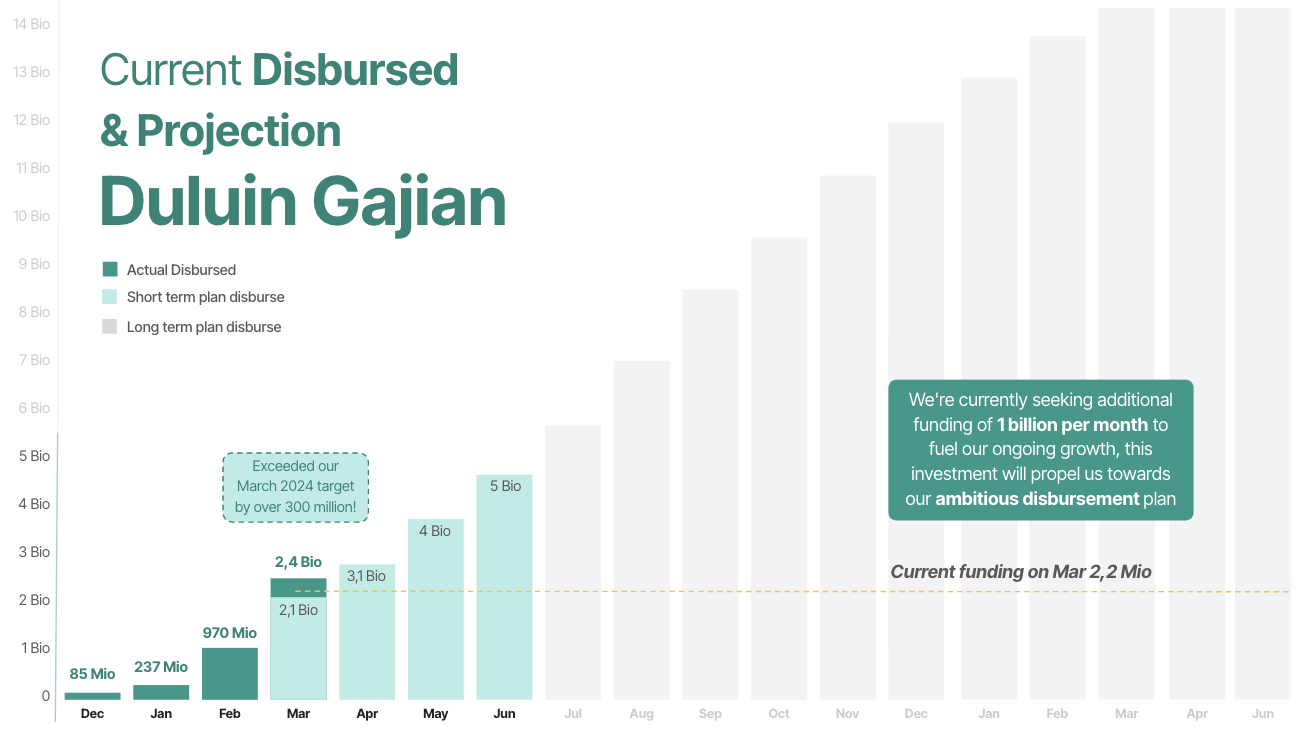 14 Bio
13 Bio
12 Bio
11 Bio
10 Bio
9 Bio
8 Bio
7 Bio
6 Bio
5 Bio
4 Bio
3 Bio
2 Bio
1 Bio
0
Current Disbursed
& Projection
Duluin Gajian
Actual Disbursed
Short term plan disburse
Long term plan disburse
Exceeded our
March 2024 target
by over 300 million!
85 Mio
237 Mio
970 Mio
2,4 Bio
2,1 Bio
3,1 Bio
4 Bio
5 Bio
We're currently seeking additional
funding of 1 billion per month to
fuel our ongoing growth, this
investment will propel us towards
our ambitious disbursement plan
Current funding on Mar 2,2 Mio
Dec Jan Feb Mar Apr May Jun Jul Aug Sep Oct Nov Dec Jan Feb Mar Apr Jun